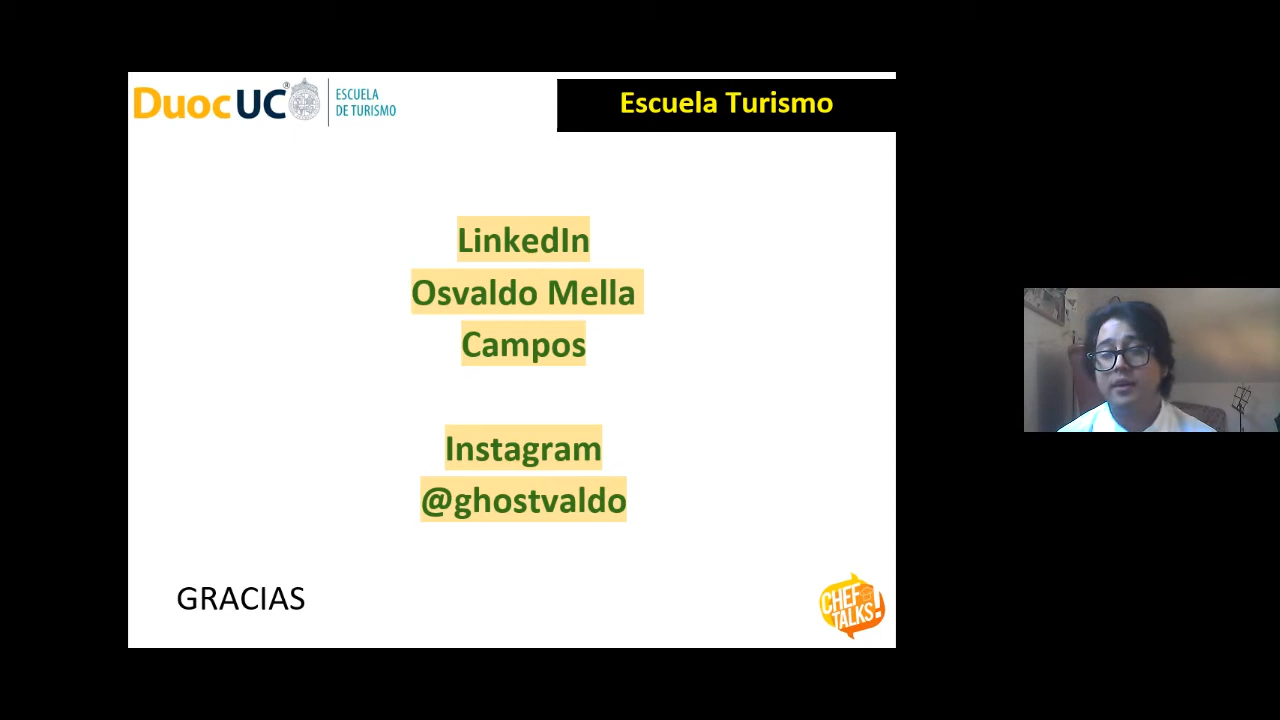 Duoc UC®
ESCUELA
DE TURISMO
Escuela Turismo
LinkedIn
Osvaldo Mella
Campos
Instagram
@ghostvaldo
GRACIAS
CHEF
TALKS!